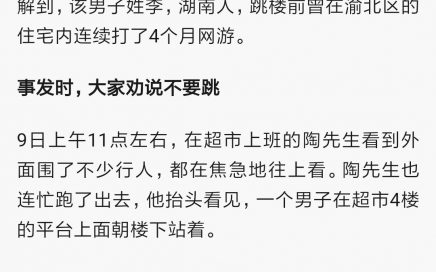 解到，该男子姓李，湖南人，跳楼前曾在渝北区的
住宅内连续打了4个月网游。
事发时，大家劝说不要跳
9日上午11点左右，在超市上班的陶先生看到外
面围了不少行人，都在焦急地往上看。陶先生也
连忙跑了出去，他抬头看见，一个男子在超市4楼
的平台上面朝楼下站着。